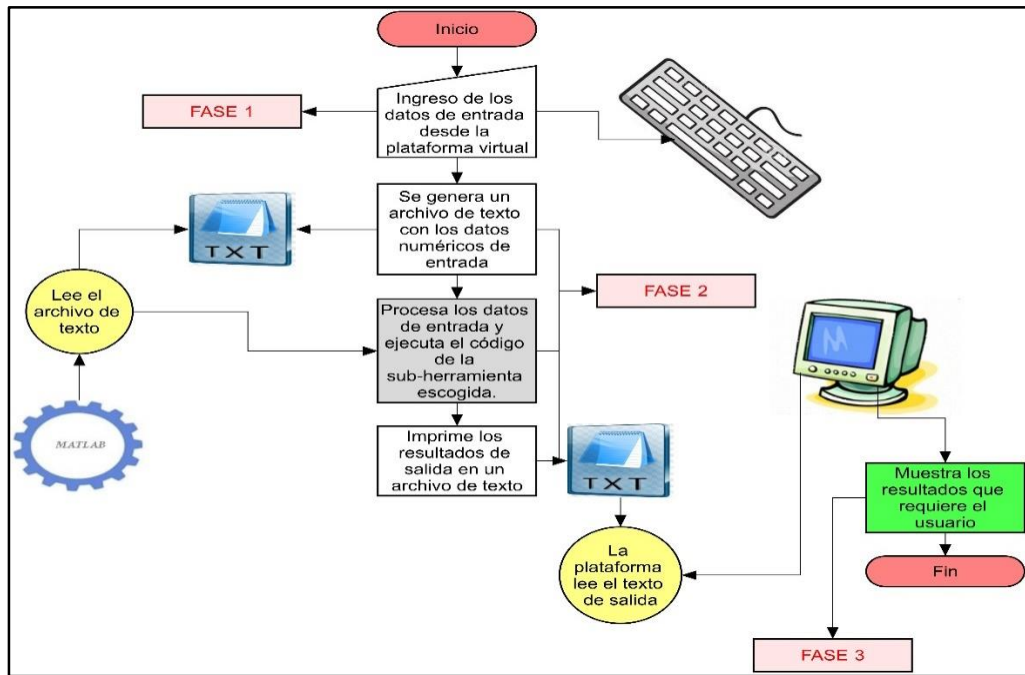 Inicio
FASE 1
Ingreso de los
datos de entrada
desde la
plataforma virtual
Se genera un
archivo de texto
con los datos
numéricos de
entrada
TXT
Lee el
archivo de
texto
FASE 2
Procesa los datos
de entrada y
ejecuta el código
de la
sub-herramienta
escogida.
MATLAB
Imprime los
resultados de
salida en un
archivo de texto
TXT
M
Muestra los
resultados que
requiere el
usuario
La
plataforma
lee el texto
de salida
Fin
FASE 3